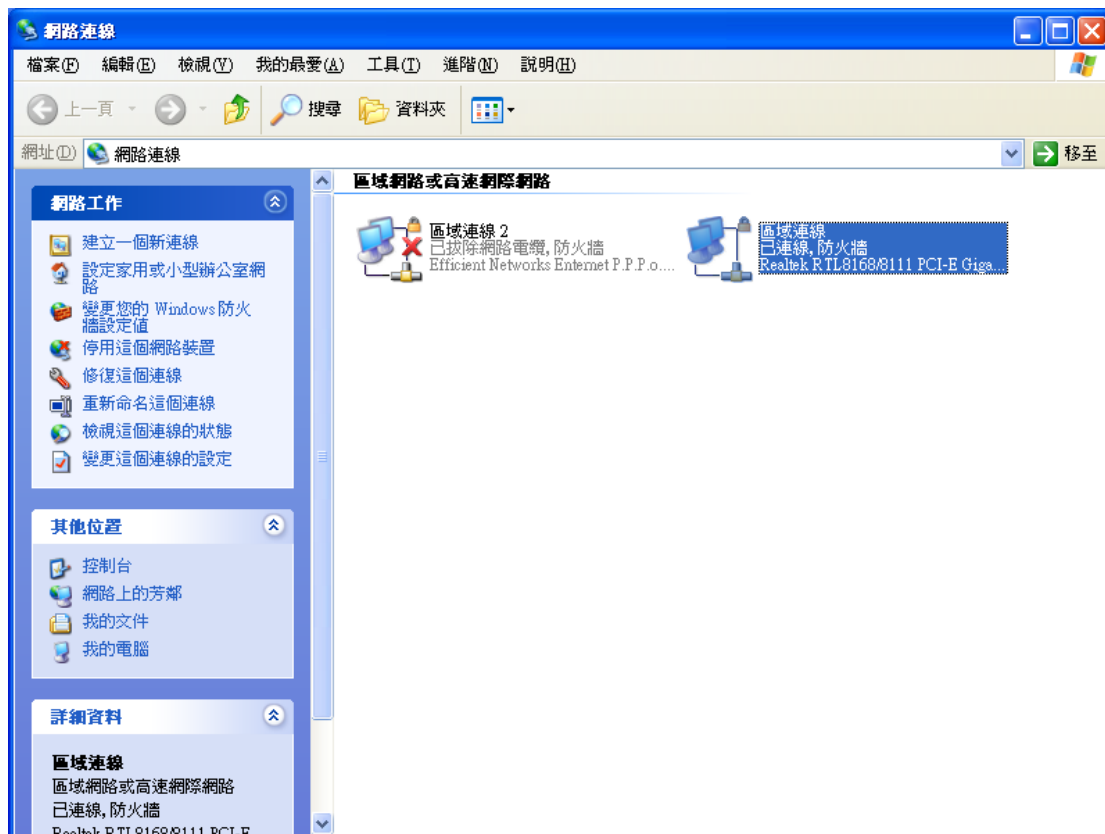 網路連線
檔案(F) 編輯(E) 檢視(V) 我的最愛(A) 工具(T) 進階(N) 說明(H)
上一頁 搜尋 資料夾
網址(D) 網路連線 移至
網路工作
建立一個新連線
設定家用或小型辦公室網
路
變更您的 Windows 防火
牆設定值
停用這個網路裝置
修復這個連線
重新命名這個連線
檢視這個連線的狀態
變更這個連線的設定
其他位置
控制台
網路上的芳鄰
我的文件
我的電腦
詳細資料
區域連線
區域網路或高速網際網路
已連線, 防火牆
Realtek RTL8168/8111 PCI-E
區域網路或高速網際網路
區域連線 2
已拔除網路電纜, 防火牆
Efficient Networks Enternet P.P.P.o....
區域連線
已連線, 防火牆
Realtek RTL8168/8111 PCI-E Giga...